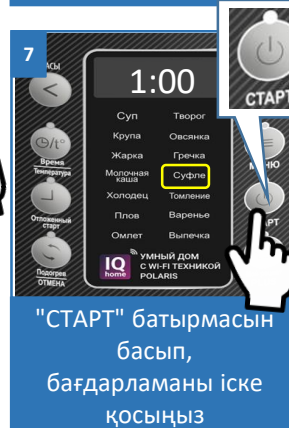 7
СТАРТ
ЧАСЫ
1:00
Суп Творог
Крупа Овсянка
Жарка Гречка
Молочная каша Суфле
Холодец Томление
Плов Варенье
Омлет Выпечка
Время
Температура
Отложенный
старт
Подогрев
ОТМЕНА
МЕНЮ
IQ
home
УМНЫЙ ДОМ
С WI-FI ТЕХНИКОЙ
POLARIS
"СТАРТ" батырмасын
басып,
бағдарламаны іске
қосыңыз